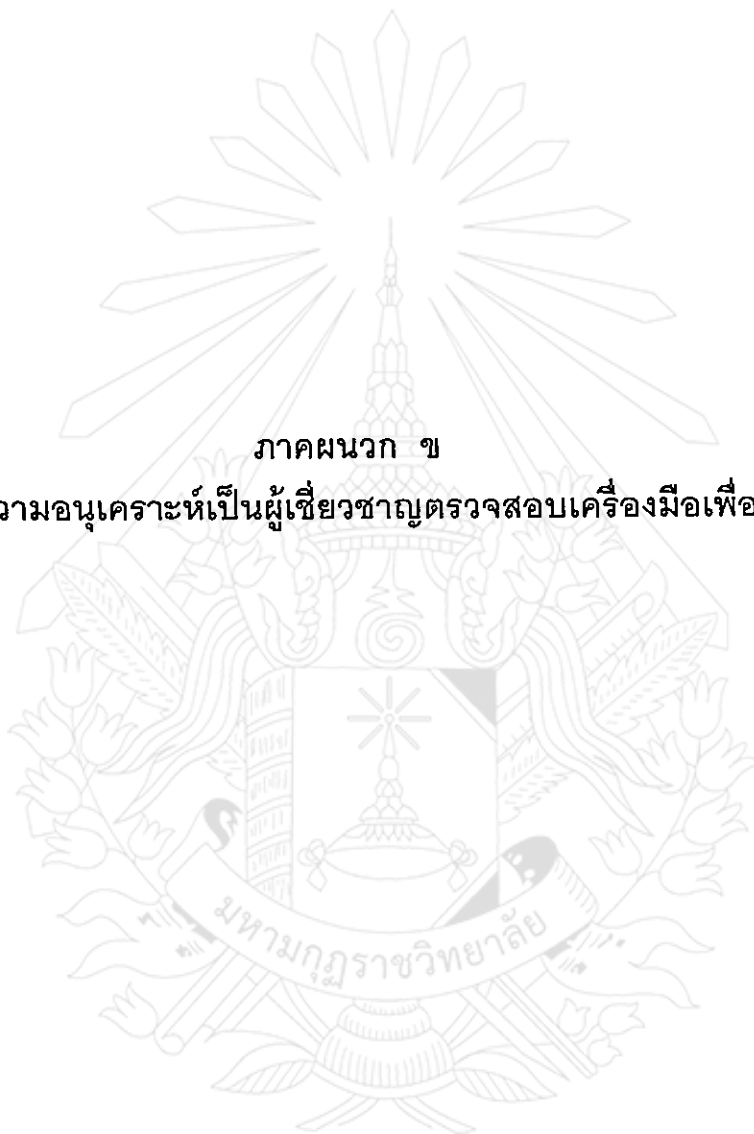 ภาคผนวก ข
วามอนุเคราะห์เป็นผู้เชี่ยวชาญตรวจสอบเครื่องมือเพื่อ
มหามกุฏราชวิทยาลัย